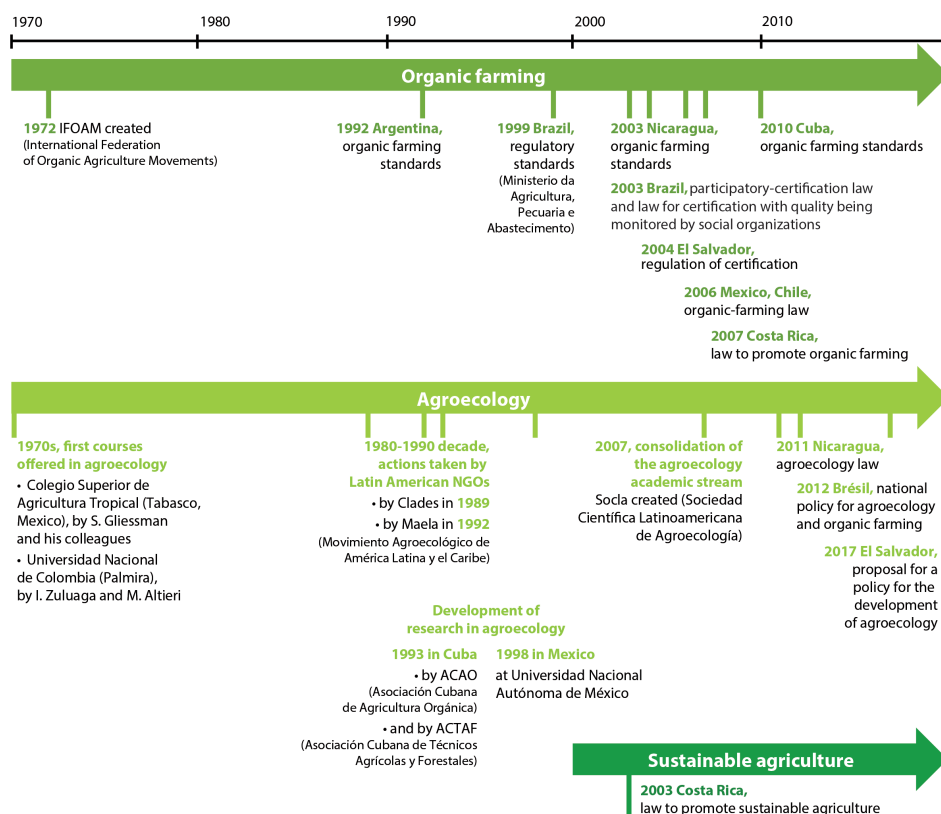 1970
1980
1990
2000
2010
Organic farming
1972 IFOAM created
(International Federation
of Organic Agriculture Movements)
1992 Argentina,
organic farming
standards
1999 Brazil,
regulatory
standards
(Ministerio da
Agricultura,
Pecuaria e
Abastecimento)
2003 Nicaragua,
organic farming
standards
2003 Brazil, participatory-certification law
and law for certification with quality being
monitored by social organizations
2004 El Salvador,
regulation of certification
2006 Mexico, Chile,
organic-farming law
2007 Costa Rica,
law to promote organic farming
2010 Cuba,
organic farming standards
Agroecology
1970s, first courses
offered in agroecology
• Colegio Superior de
Agricultura Tropical (Tabasco,
Mexico), by S. Gliessman
and his colleagues
• Universidad Nacional
de Colombia (Palmira),
by I. Zuluaga and M. Altieri
1980-1990 decade,
actions taken by
Latin American NGOs
• by Clades in 1989
• by Maela in 1992
(Movimiento Agroecológico de
América Latina y el Caribe)
Development of
research in agroecology
1993 in Cuba
• by ACAO
(Asociación Cubana
de Agricultura Orgánica)
• and by ACTAF
(Asociación Cubana de Técnicos
Agrícolas y Forestales)
1998 in Mexico
at Universidad Nacional
Autónoma de México
2007, consolidation of
the agroecology
academic stream
Socla created (Sociedad
Científica Latinoamericana
de Agroecología)
2011 Nicaragua,
agroecology law
2012 Brésil, national
policy for agroecology
and organic farming
2017 El Salvador,
proposal for a
policy for the
development
of agroecology
Sustainable agriculture
2003 Costa Rica,
law to promote sustainable agriculture